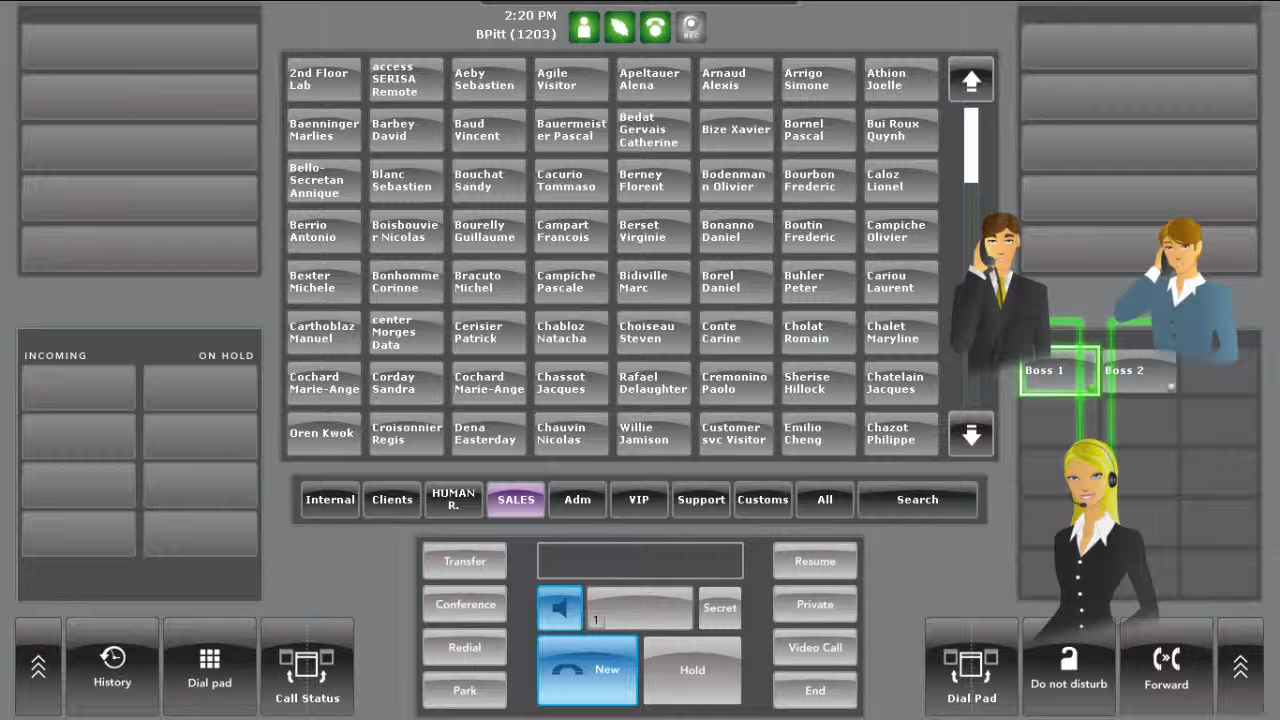 2:20 PM
BPitt (1203)
REC
2nd Floor
Lab
access
SERISA
Remote
Aeby
Sebastien
Agile
Visitor
Apeltauer
Alena
Arnaud
Alexis
Arrigo
Simone
Athion
Joelle
Baenninger
Marlies
Barbey
David
Baud
Vincent
Bauermeist
er Pascal
Bedat
Gervais
Catherine
Bize Xavier
Bornel
Pascal
Bui Roux
Quynh
Bello-
Secretan
Annique
Blanc
Sebastien
Bouchat
Sandy
Cacurio
Tommaso
Berney
Florent
Bodenman
n Olivier
Bourbon
Frederic
Caloz
Lionel
Berrio
Antonio
Boisbouvie
r Nicolas
Bourelly
Guillaume
Campart
Francois
Berset
Virginie
Bonanno
Daniel
Boutin
Frederic
Campiche
Olivier
Bexter
Michele
Bonhomme
Corinne
Bracuto
Michel
Campiche
Pascale
Bidiville
Marc
Borel
Daniel
Buhler
Peter
Cariou
Laurent
Carthoblaz
Manuel
center
Morges
Data
Cerisier
Patrick
Chabloz
Natacha
Choiseau
Steven
Conte
Carine
Cholat
Romain
Chalet
Maryline
Cochard
Marie-Ange
Corday
Sandra
Cochard
Marie-Ange
Chassot
Jacques
Rafael
Delaughter
Cremonino
Paolo
Sherise
Hillock
Chatelain
Jacques
Oren Kwok
Croisonnier
Regis
Dena
Easterday
Chauvin
Nicolas
Willie
Jamison
Customer
svc Visitor
Emilio
Cheng
Chazot
Philippe
INCOMING
ON HOLD
Boss 1
Boss 2
Internal
Clients
HUMAN
R.
SALES
Adm
VIP
Support
Customs
All
Search
Transfer
Resume
Conference
1
Secret
Private
Redial
New
Hold
Video Call
Park
End
History
Dial pad
Call Status
Dial Pad
Do not disturb
Forward